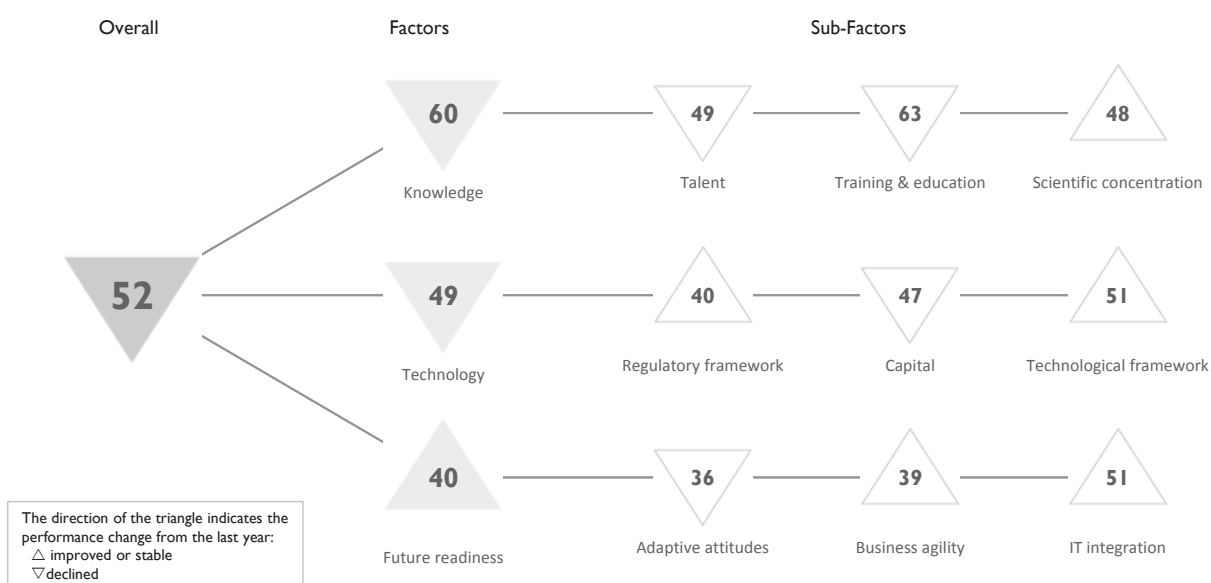 Overall Factors Sub-Factors
60 49 63 48
Knowledge Talent Training & education Scientific concentration
52 49 40 47 51
Technology Regulatory framework Capital Technological framework
40 36 39 51
Future readiness Adaptive attitudes Business agility IT integration
The direction of the triangle indicates the
performance change from the last year:
△ improved or stable
▽declined